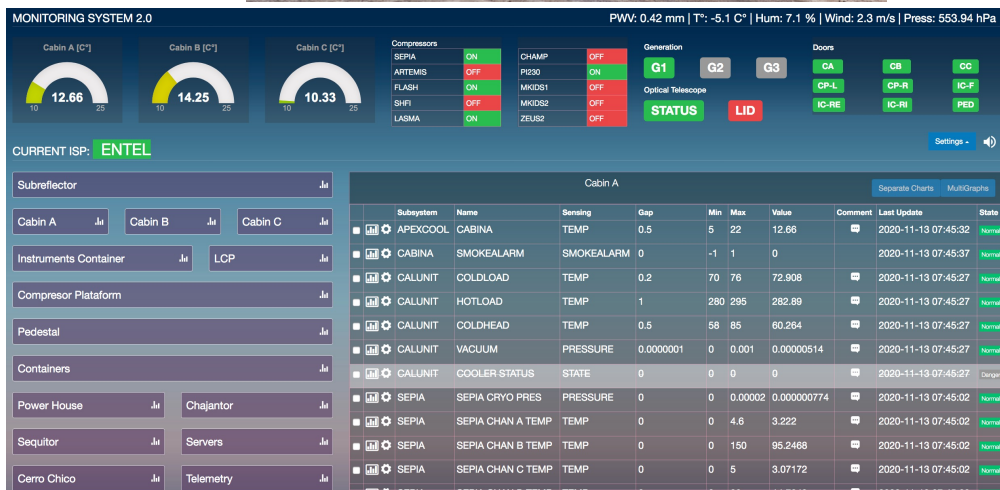 MONITORING SYSTEM 2.0
PWV: 0.42 mm | T°: -5.1 C° | Hum: 7.1 % | Wind: 2.3 m/s | Press: 553.94 hPa
Cabin A [C°] Cabin B [C°] Cabin C [C°]
12.66 14.25 10.33
10 25 10 25 10 25
Compressors
SEPIA ON CHAMP OFF
ARTEMIS OFF PI230 ON
FLASH ON MKIDS1 OFF
SHFI OFF MKIDS2 OFF
LASMA ON ZEUS2 OFF
Generation
G1 G2 G3
Optical Telescope
STATUS LID
Doors
CA CB CC
CP-L CP-R IC-F
IC-RE IC-RI PED
CURRENT ISP: ENTEL
Settings
Subreflector
Cabin A Cabin B Cabin C
Instruments Container LCP
Compresor Plataform
Pedestal
Containers
Power House Chajantor
Sequitor Servers
Cerro Chico Telemetry
Cabin A
Separate Charts MultiGraphs
Subsystem Name Sensing Gap Min Max Value Comment Last Update State
APEXCOOL CABINA TEMP 0.5 5 22 12.66 2020-11-13 07:45:32 Normal
CABINA SMOKEALARM SMOKEALARM 0 -1 1 0 2020-11-13 07:45:37 Normal
CALUNIT COLDLOAD TEMP 0.2 70 76 72.908 2020-11-13 07:45:27 Normal
CALUNIT HOTLOAD TEMP 1 280 295 282.89 2020-11-13 07:45:27 Normal
CALUNIT COLDHEAD TEMP 0.5 58 85 60.264 2020-11-13 07:45:27 Normal
CALUNIT VACUUM PRESSURE 0.0000001 0 0.001 0.00000514 2020-11-13 07:45:27 Normal
CALUNIT COOLER STATUS STATE 0 0 0 0 2020-11-13 07:45:27 Danger
SEPIA SEPIA CRYO PRES PRESSURE 0 0 0.00002 0.000000774 2020-11-13 07:45:02 Normal
SEPIA SEPIA CHAN A TEMP TEMP 0 0 4.6 3.222 2020-11-13 07:45:02 Normal
SEPIA SEPIA CHAN B TEMP TEMP 0 0 150 95.2468 2020-11-13 07:45:02 Normal
SEPIA SEPIA CHAN C TEMP TEMP 0 0 5 3.07172 2020-11-13 07:45:02 Normal